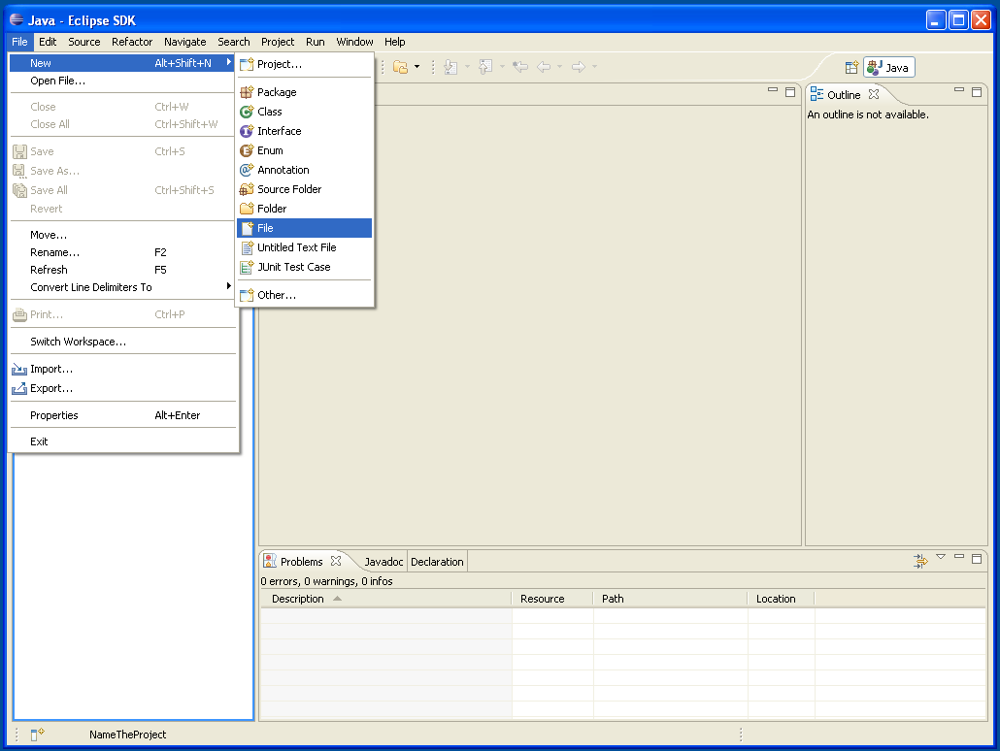 Java - Eclipse SDK
File Edit Source Refactor Navigate Search Project Run Window Help
New Alt+Shift+N
Open File...
Close Ctrl+W
Close All Ctrl+Shift+W
Save Ctrl+S
Save As...
Save All Ctrl+Shift+S
Revert
Move...
Rename... F2
Refresh F5
Convert Line Delimiters To
Print... Ctrl+P
Switch Workspace...
Import...
Export...
Properties Alt+Enter
Exit
Project...
Package
Class
Interface
Enum
Annotation
Source Folder
Folder
File
Untitled Text File
JUnit Test Case
Other...
Java
Outline
An outline is not available.
Problems Javadoc Declaration
0 errors, 0 warnings, 0 infos
Description Resource Path Location
NameTheProject